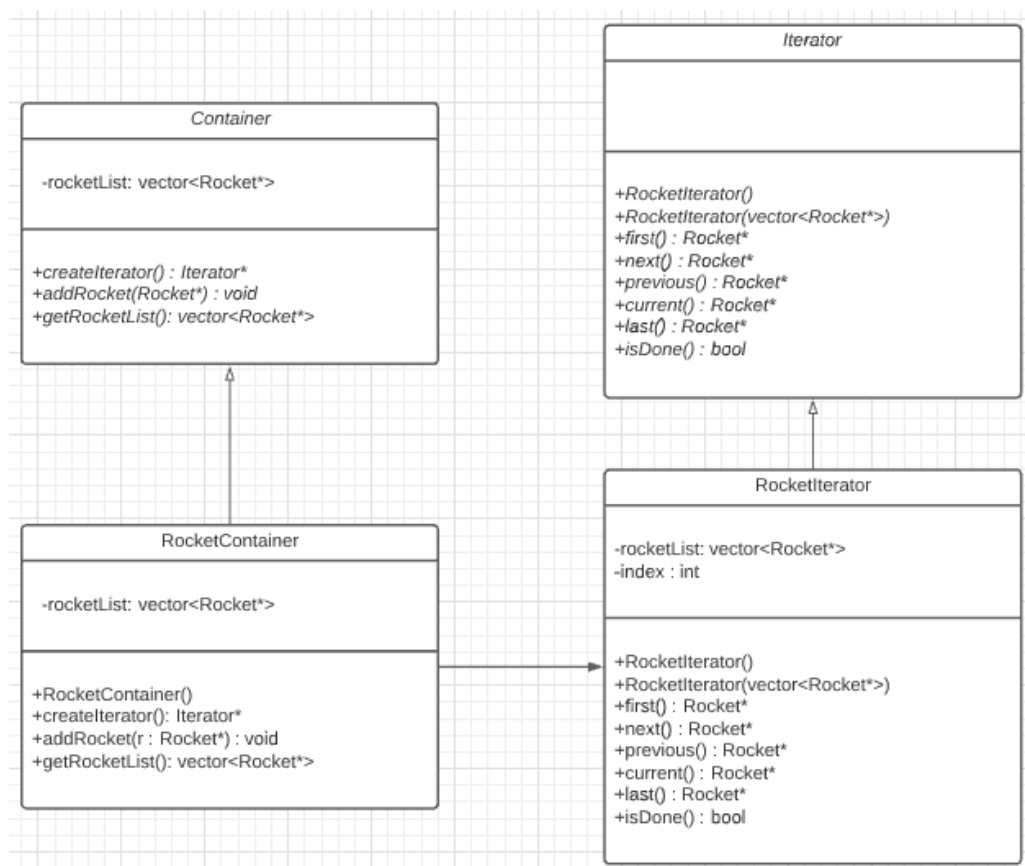 Container
-rocketList: vector<Rocket*>
+createIterator() : Iterator*
+addRocket(Rocket*) : void
+getRocketList(): vector<Rocket*>
Iterator
+RocketIterator()
+RocketIterator(vector<Rocket*>)
+first() : Rocket*
+next() : Rocket*
+previous() : Rocket*
+current() : Rocket*
+last() : Rocket*
+isDone() : bool
RocketContainer
-rocketList: vector<Rocket*>
+RocketContainer()
+createIterator(): Iterator*
+addRocket(r : Rocket*) : void
+getRocketList(): vector<Rocket*>
RocketIterator
-rocketList: vector<Rocket*>
-index : int
+RocketIterator()
+RocketIterator(vector<Rocket*>)
+first() : Rocket*
+next() : Rocket*
+previous() : Rocket*
+current() : Rocket*
+last() : Rocket*
+isDone() : bool